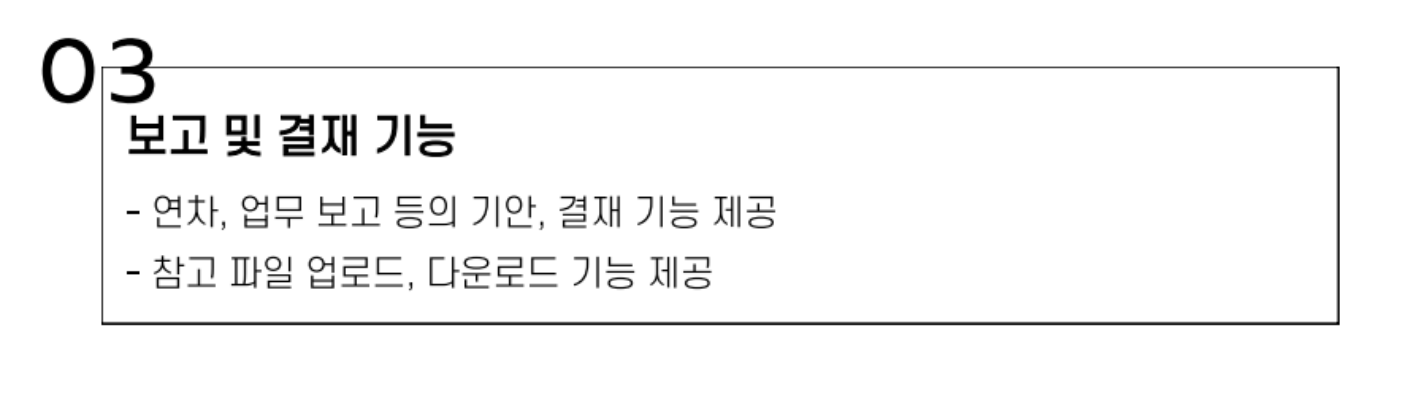 03
보고 및 결재 기능
- 연차, 업무 보고 등의 기안, 결재 기능 제공
- 참고 파일 업로드, 다운로드 기능 제공